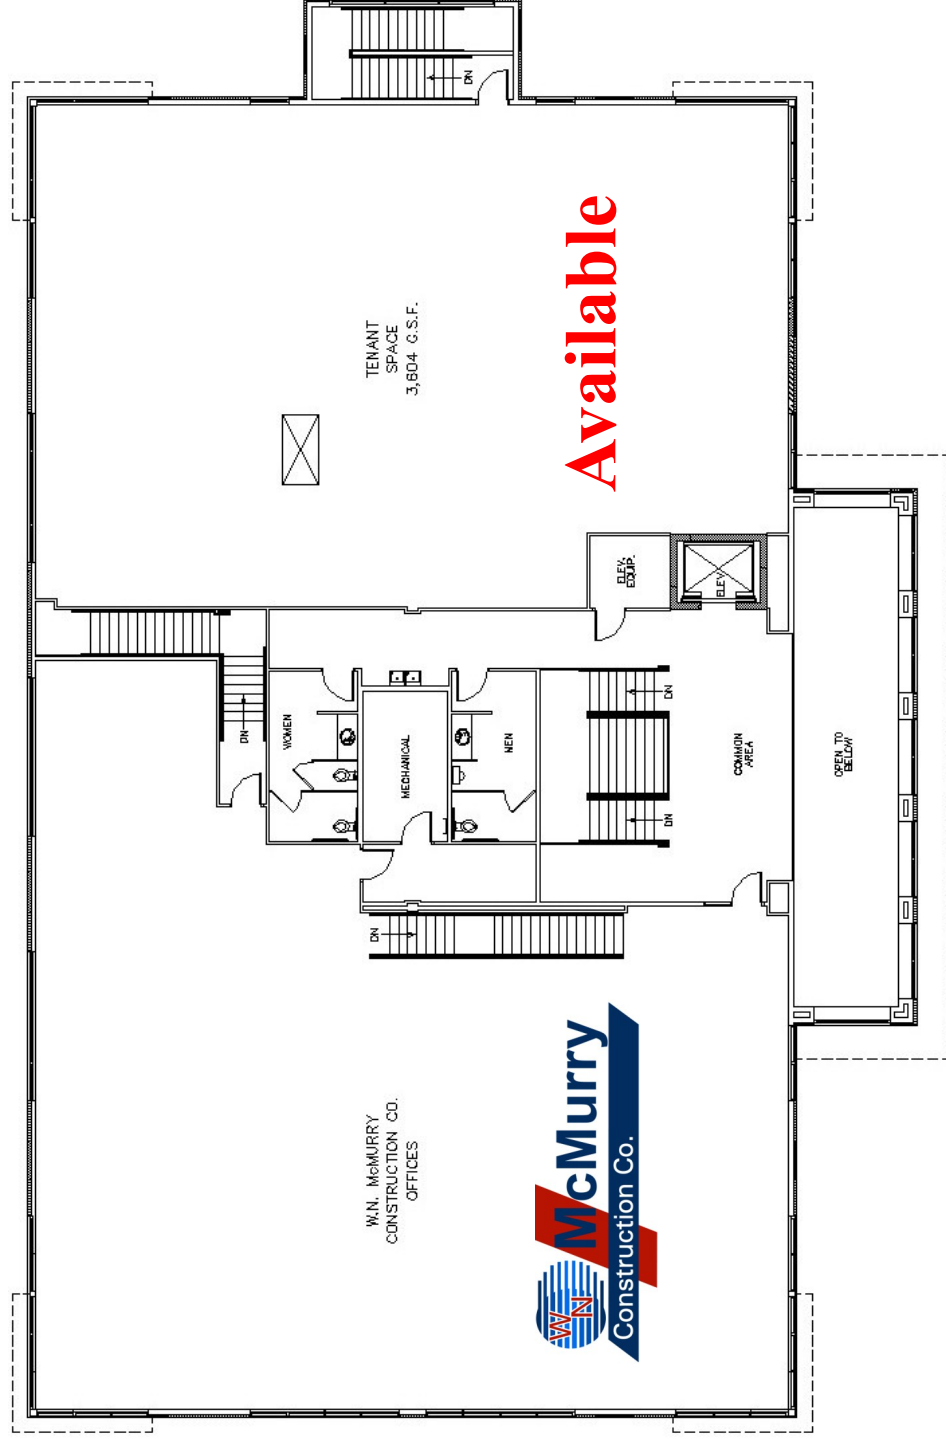 DN
TENANT
SPACE
3,604 G.S.F.
Available
ELEV.
EQUIP.
ELEV.
DN
WOMEN
MECHANICAL
MEN
DN
DN
COMMON
AREA
OPEN TO
BELOW
DN
W.N. McMURRY
CONSTRUCTION CO.
OFFICES
WN
McMurry
Construction Co.